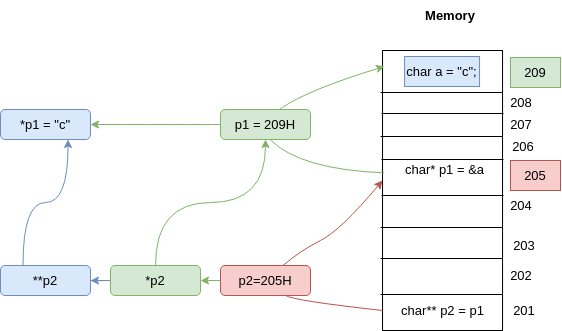 Memory
char a = "c";
209
208
*p1 = "c"
p1 = 209H
207
206
char* p1 = &a
205
204
203
**p2
*p2
p2=205H
202
char** p2 = p1
201